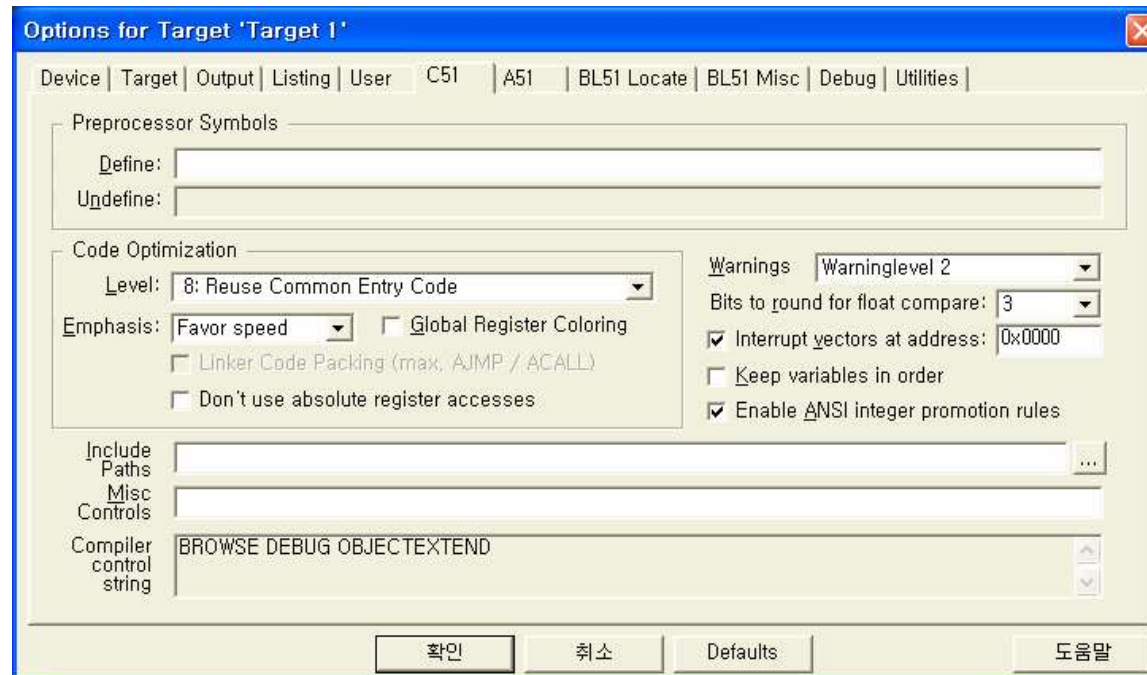 Options for Target 'Target 1'
Device Target Output Listing User C51 A51 BL51 Locate BL51 Misc Debug Utilities
Preprocessor Symbols
Define:
Undefine:
Code Optimization
Level: 8: Reuse Common Entry Code
Emphasis: Favor speed Global Register Coloring
Linker Code Packing (max. AJMP / ACALL)
Don't use absolute register accesses
Warnings Warninglevel 2
Bits to round for float compare: 3
Interrupt vectors at address: 0x0000
Keep variables in order
Enable ANSI integer promotion rules
Include
Paths
...
Misc
Controls
Compiler
control
string
BROWSE DEBUG OBJECTEXTEND
확인 취소 Defaults 도움말